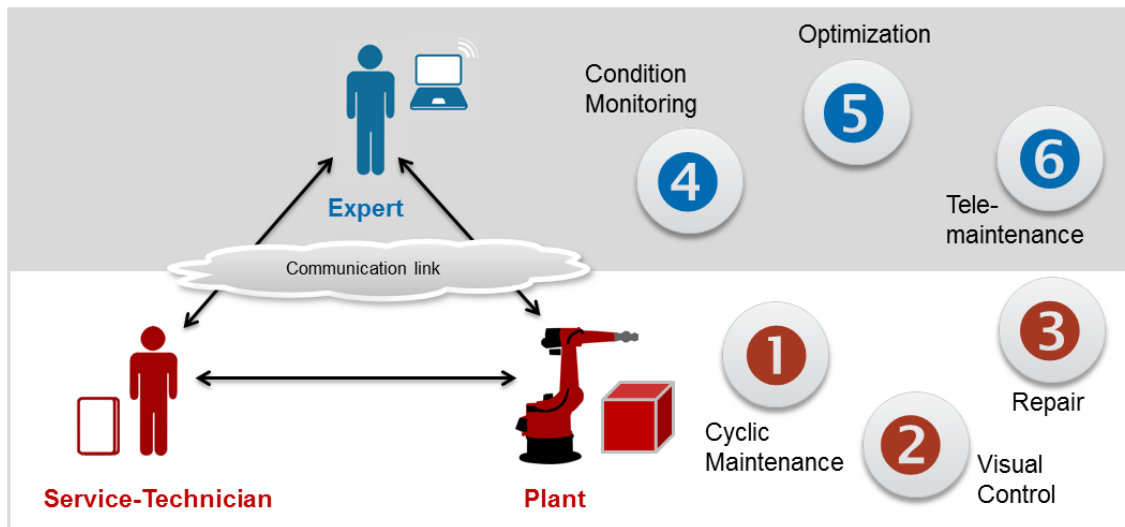 Optimization
5
Condition
Monitoring
4
6
Tele-
maintenance
Expert
Communication link
1
Cyclic
Maintenance
2
Visual
Control
3
Repair
Service-Technician
Plant